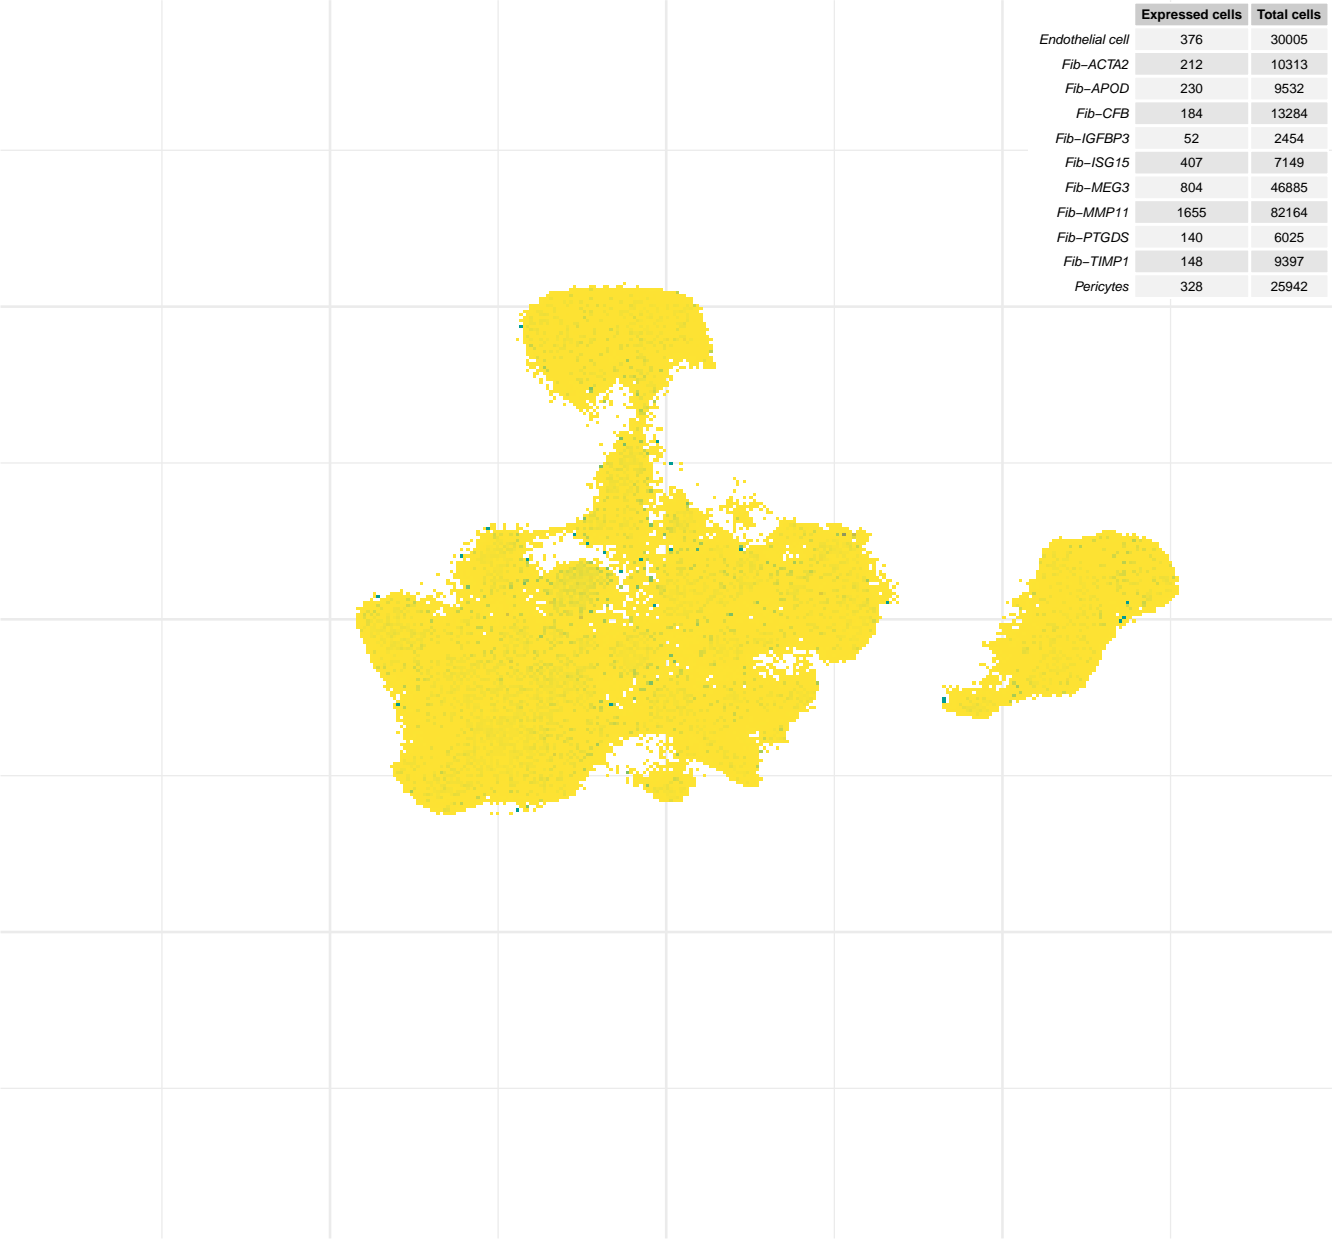 Expressed cells Total cells
Endothelial cell 376 30005
Fib−ACTA2 212 10313
Fib−APOD 230 9532
Fib−CFB 184 13284
Fib−IGFBP3 52 2454
Fib−ISG15 407 7149
Fib−MEG3 804 46885
Fib−MMP11 1655 82164
Fib−PTGDS 140 6025
Fib−TIMP1 148 9397
Pericytes 328 25942